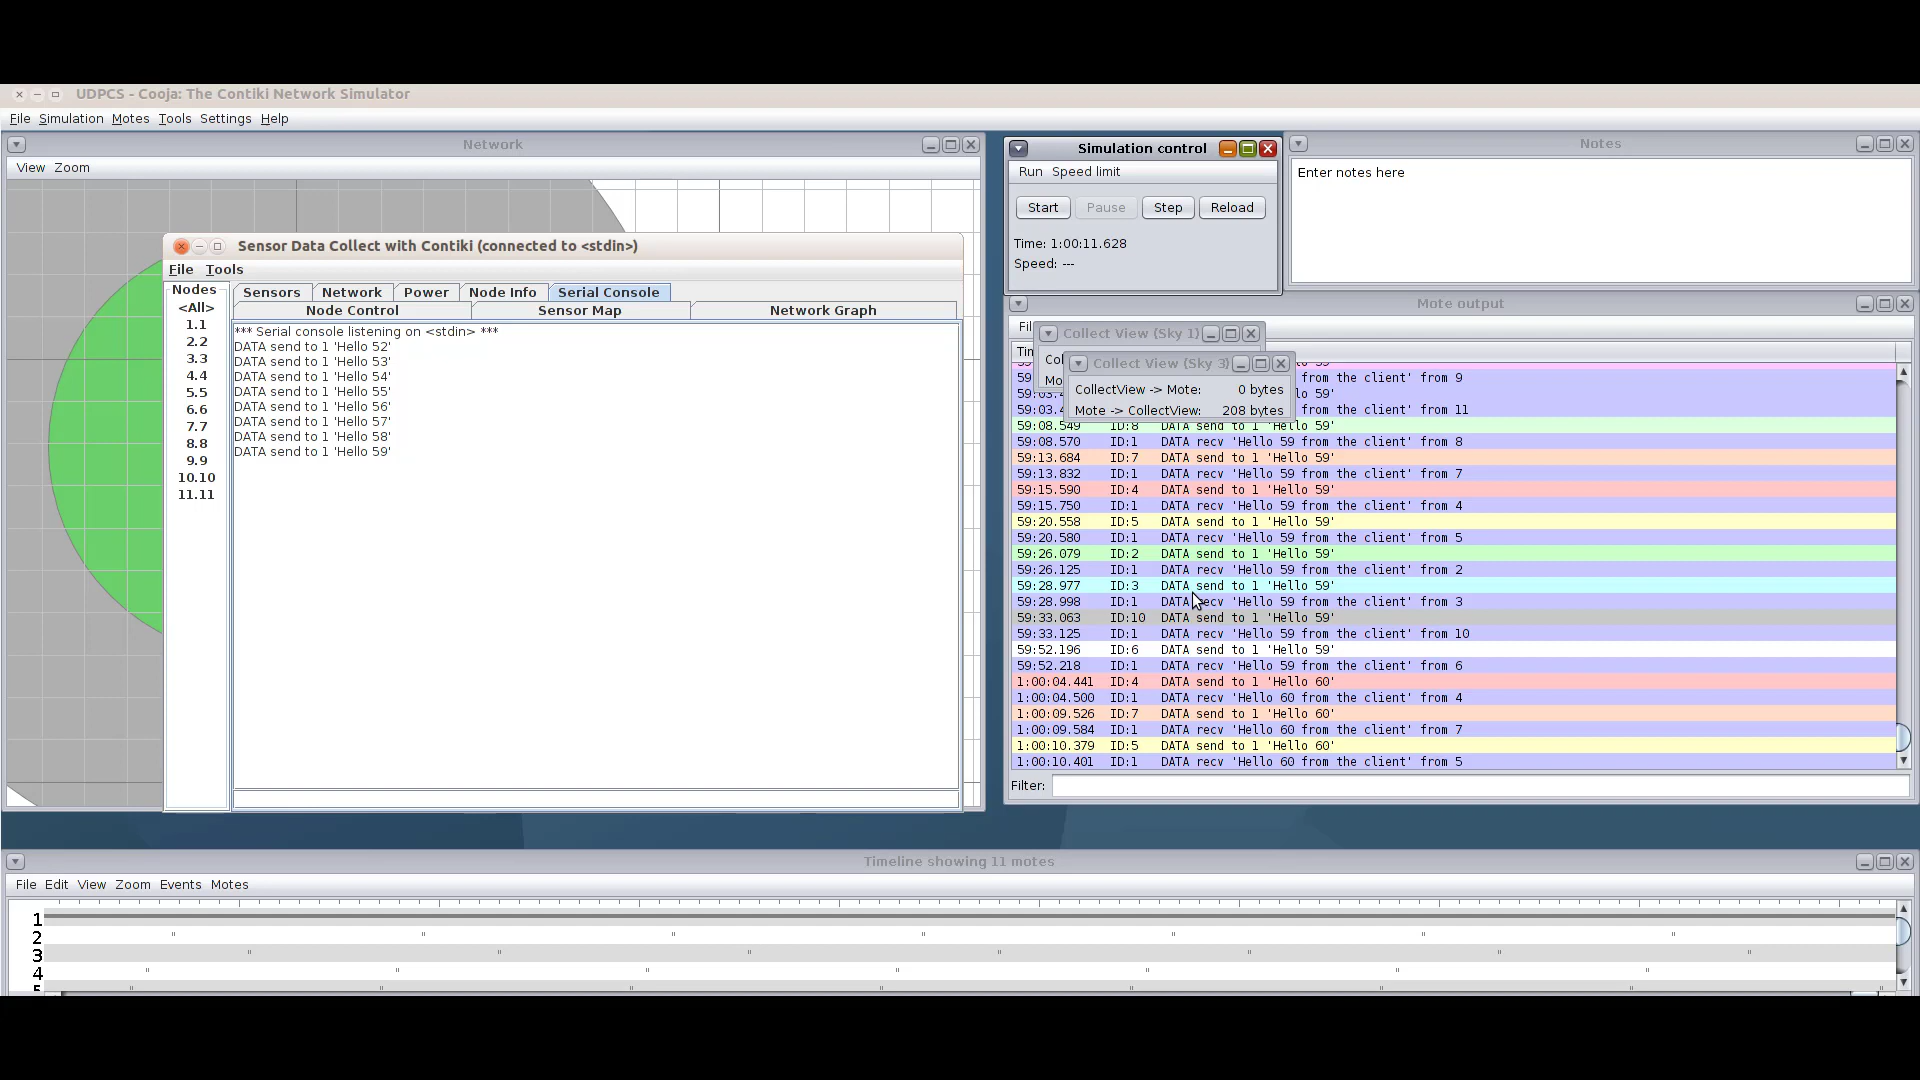 UDPCS - Cooja: The Contiki Network Simulator
File Simulation Motes Tools Settings Help
Network
View Zoom
Sensor Data Collect with Contiki (connected to <stdin>)
File Tools
Nodes
<All>
1.1
2.2
3.3
4.4
5.5
6.6
7.7
8.8
9.9
10.10
11.11
Sensors Network Power Node Info Serial Console
Node Control Sensor Map Network Graph
*** Serial console listening on <stdin> ***
DATA send to 1 'Hello 52'
DATA send to 1 'Hello 53'
DATA send to 1 'Hello 54'
DATA send to 1 'Hello 55'
DATA send to 1 'Hello 56'
DATA send to 1 'Hello 57'
DATA send to 1 'Hello 58'
DATA send to 1 'Hello 59'
Simulation control
Run Speed limit
Start Pause Step Reload
Time: 1:00:11.628
Speed: ---
Notes
Enter notes here
Mote output
Collect View (Sky 1)
Collect View (Sky 3)
CollectView -> Mote: 0 bytes
Mote -> CollectView: 208 bytes
from the client' from 9
from the client' from 11
59:08.549 ID:8 DATA send to 1 'Hello 59'
59:08.570 ID:1 DATA recv 'Hello 59 from the client' from 8
59:13.684 ID:7 DATA send to 1 'Hello 59'
59:13.832 ID:1 DATA recv 'Hello 59 from the client' from 7
59:15.590 ID:4 DATA send to 1 'Hello 59'
59:15.750 ID:1 DATA recv 'Hello 59 from the client' from 4
59:20.558 ID:5 DATA send to 1 'Hello 59'
59:20.580 ID:1 DATA recv 'Hello 59 from the client' from 5
59:26.079 ID:2 DATA send to 1 'Hello 59'
59:26.125 ID:1 DATA recv 'Hello 59 from the client' from 2
59:28.977 ID:3 DATA send to 1 'Hello 59'
59:28.998 ID:1 DATA recv 'Hello 59 from the client' from 3
59:33.063 ID:10 DATA send to 1 'Hello 59'
59:33.125 ID:1 DATA recv 'Hello 59 from the client' from 10
59:52.196 ID:6 DATA send to 1 'Hello 59'
59:52.218 ID:1 DATA recv 'Hello 59 from the client' from 6
1:00:04.441 ID:4 DATA send to 1 'Hello 60'
1:00:04.500 ID:1 DATA recv 'Hello 60 from the client' from 4
1:00:09.526 ID:7 DATA send to 1 'Hello 60'
1:00:09.584 ID:1 DATA recv 'Hello 60 from the client' from 7
1:00:10.379 ID:5 DATA send to 1 'Hello 60'
1:00:10.401 ID:1 DATA recv 'Hello 60 from the client' from 5
Filter:
Timeline showing 11 motes
File Edit View Zoom Events Motes
1
2
3
4